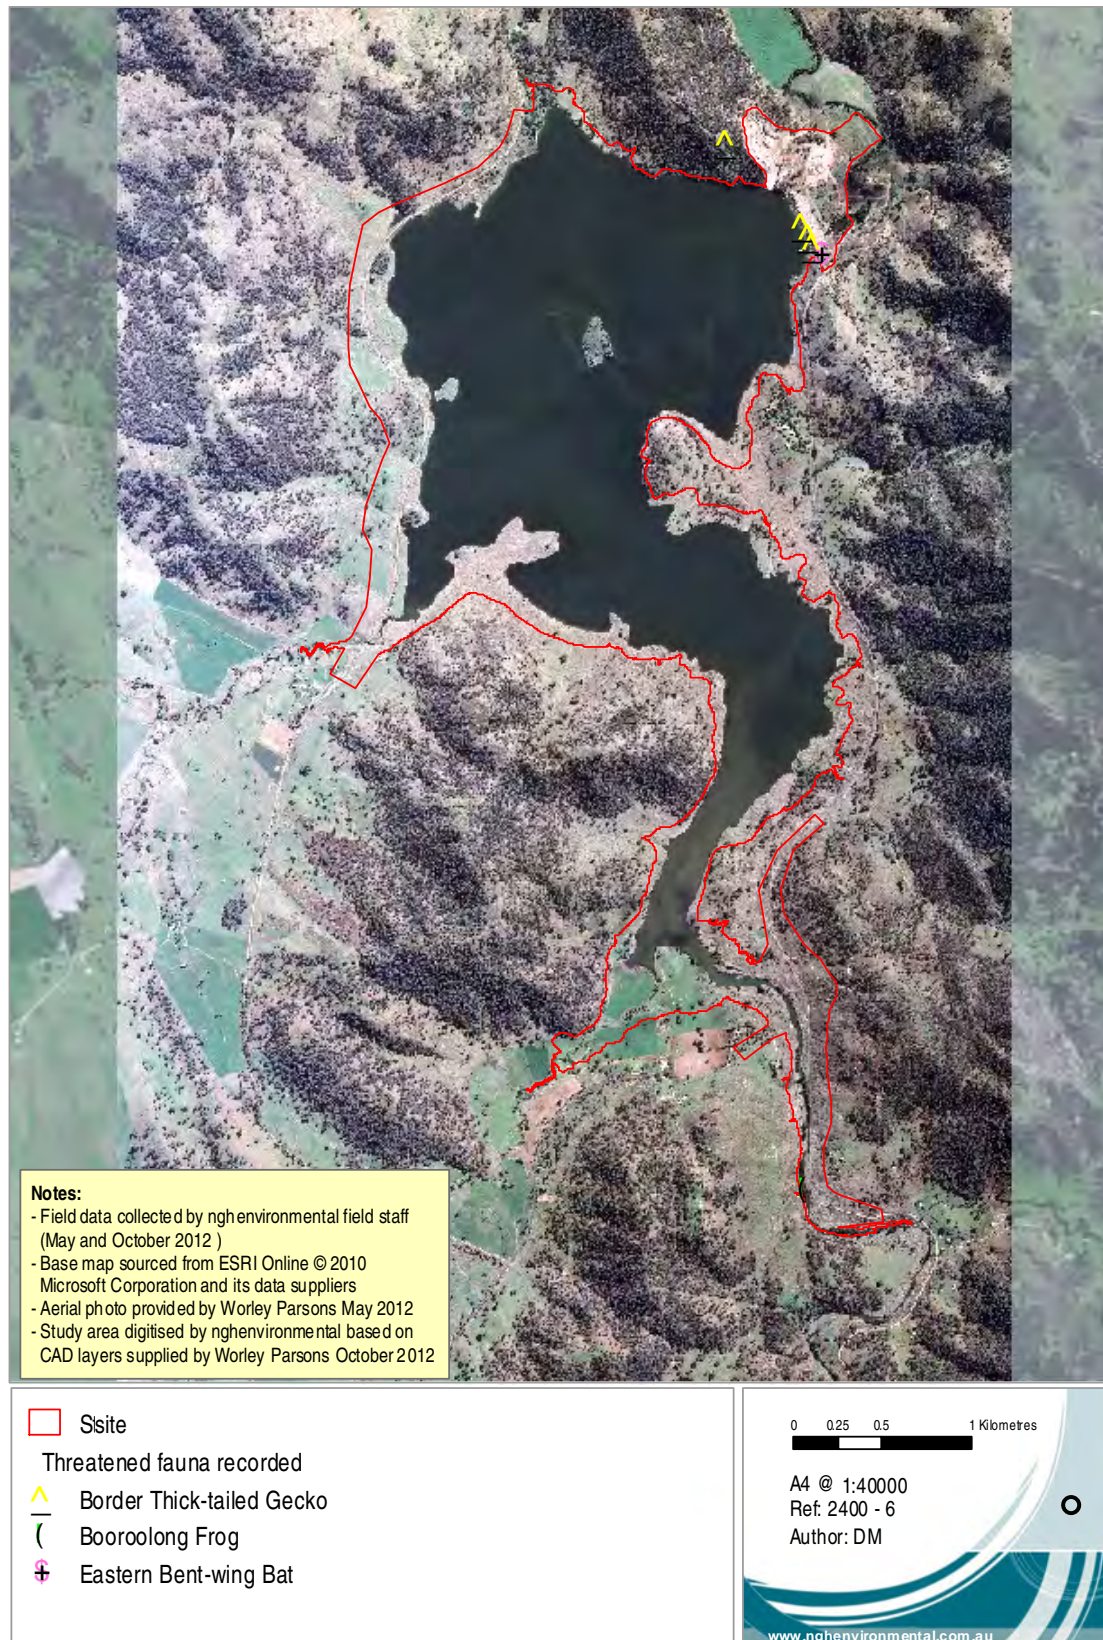 Notes:
- Field data collected by nghenvironmental field staff
(May and October 2012 )
- Base map sourced from ESRI Online © 2010
Microsoft Corporation and its data suppliers
- Aerial photo provided by Worley Parsons May 2012
- Study area digitised by nghenvironmental based on
CAD layers supplied by Worley Parsons October 2012
Threatened fauna recorded
Border Thick-tailed Gecko
Booroolong Frog
Eastern Bent-wing Bat
0 0.25 0.5 1 Kilometres
A4 @ 1:40000
Ref: 2400 - 6
Author: DM
www.nghenvironmental.com.au